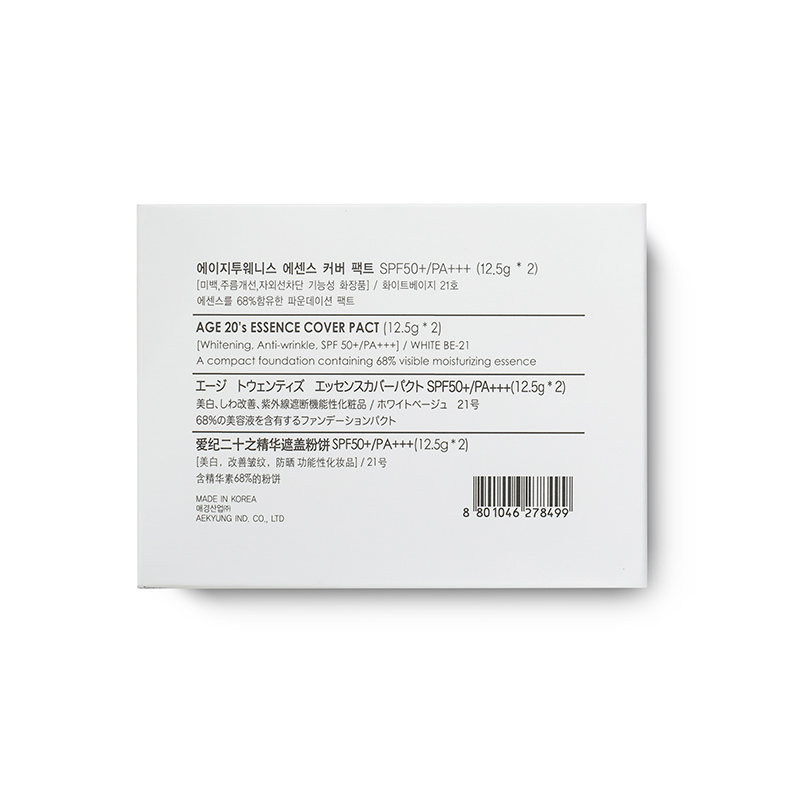 에이지투웨니스 에센스 커버 팩트 SPF50+/PA+++ (12.5g * 2)
[미백,주름개선,자외선차단 기능성 화장품] / 화이트베이지 21호
에센스를 68%함유한 파운데이션 팩트
AGE 20's ESSENCE COVER PACT (12.5g * 2)
[Whitening, Anti-wrinkle, SPF 50+/PA+++] / WHITE BE-21
A compact foundation containing 68% visible moisturizing essence
エージ トウェンティズ エッセンスカバーパクト SPF50+/PA+++(12.5g * 2)
美白、しわ改善、紫外線遮断機能性化粧品 / ホワイトベージュ 21号
68%の美容液を含有するファンデーションパクト
爱纪二十之精华遮盖粉饼 SPF50+/PA+++(12.5g * 2)
[美白, 改善皱纹, 防晒 功能性化妆品] / 21号
含精华素68%的粉饼
MADE IN KOREA
애경산업㈜
AEKYUNG IND. CO., LTD
8 801046 278499